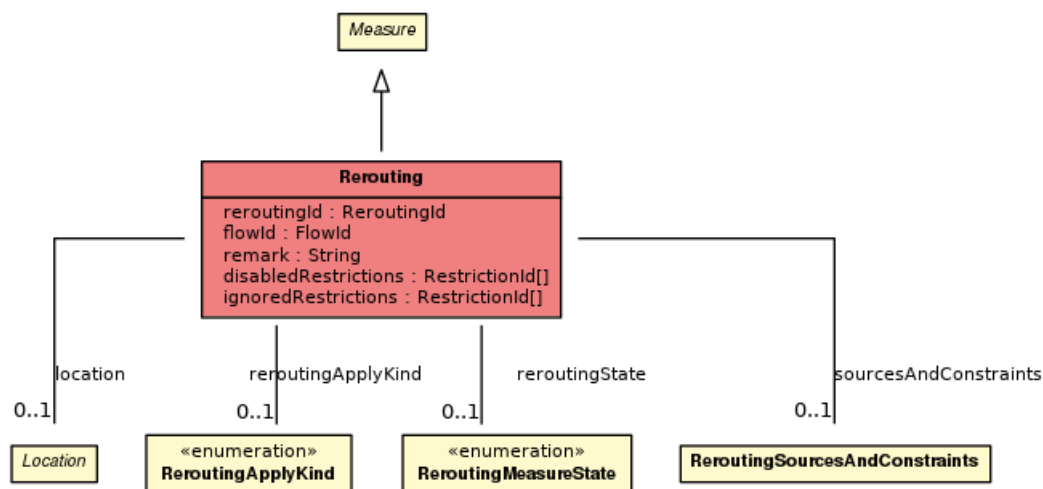 Measure
Rerouting
reroutingId : ReroutingId
flowId : FlowId
remark : String
disabledRestrictions : RestrictionId[]
ignoredRestrictions : RestrictionId[]
location
reroutingApplyKind
reroutingState
sourcesAndConstraints
0..1
0..1
0..1
0..1
Location
«enumeration»
ReroutingApplyKind
«enumeration»
ReroutingMeasureState
ReroutingSourcesAndConstraints